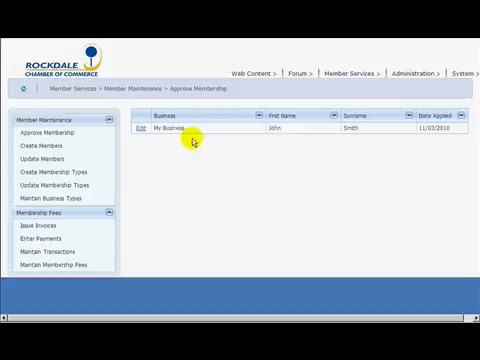 ROCKDALE
CHAMBER OF COMMERCE
Web Content > Forum > Member Services > Administration > System >
Member Services > Member Maintenance > Approve Membership
Member Maintenance
Approve Membership
Create Members
Update Members
Create Membership Types
Update Membership Types
Maintain Business Types
Membership Fees
Issue Invoices
Enter Payments
Maintain Transactions
Maintain Membership Fees
Business First Name Surname Date Applied
Edit My Business John Smith 11/03/2010